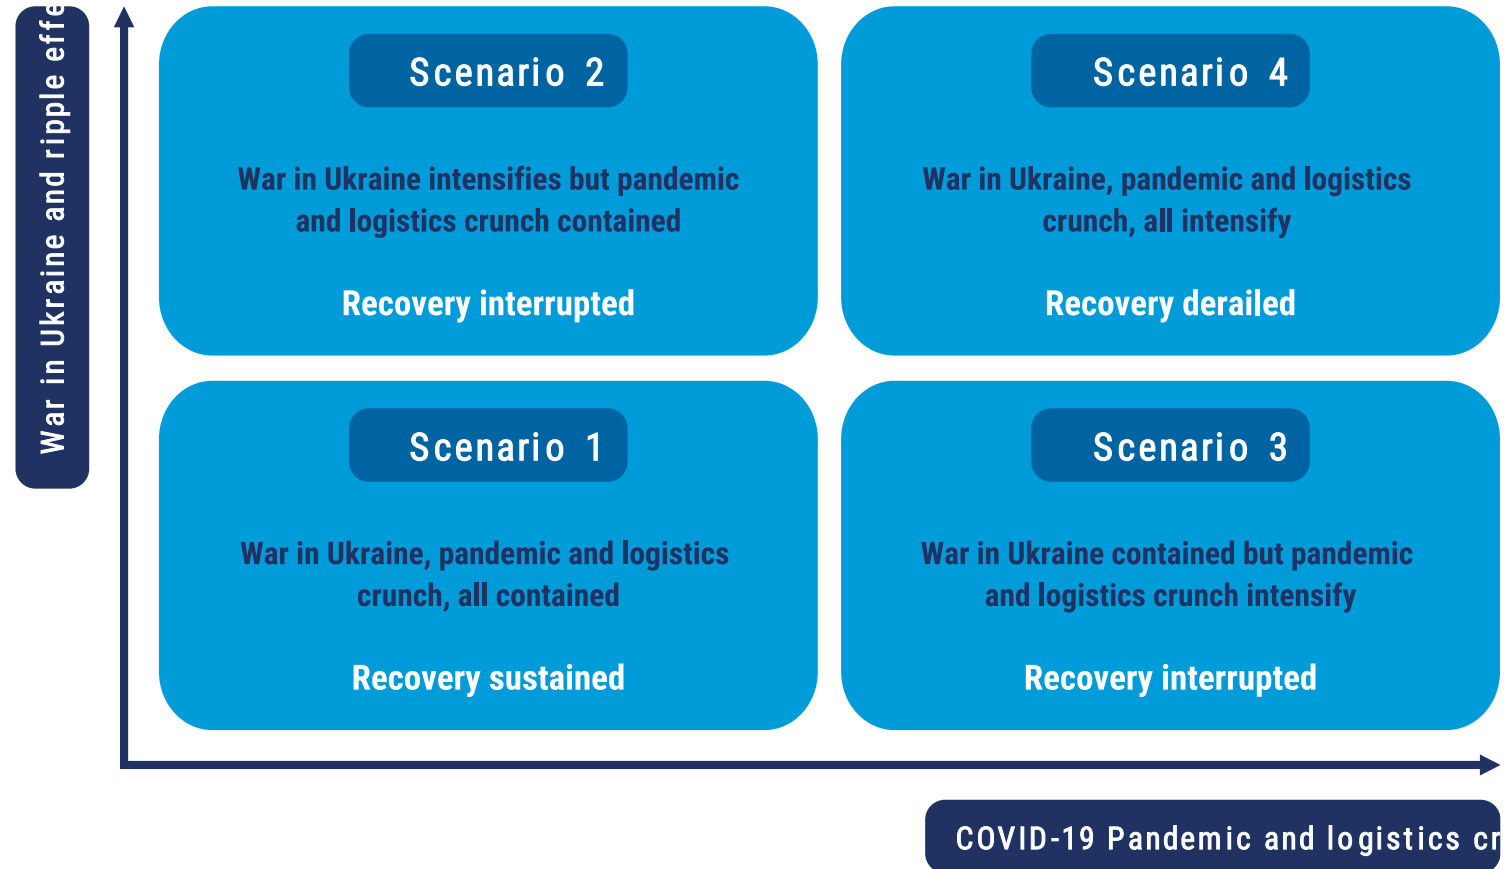 War in Ukraine and ripple
Scenario 2
War in Ukraine intensifies but pandemic
and logistics crunch contained
Recovery interrupted
Scenario 4
War in Ukraine, pandemic and logistics
crunch, all intensify
Recovery derailed
Scenario 1
War in Ukraine, pandemic and logistics
crunch, all contained
Recovery sustained
Scenario 3
War in Ukraine contained but pandemic
and logistics crunch intensify
Recovery interrupted
COVID-19 Pandemic and logistics